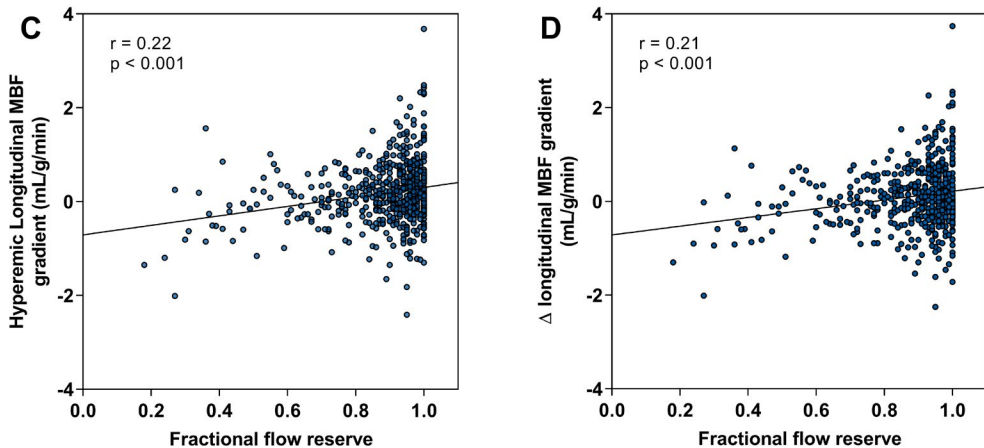 C
r = 0.22
p < 0.001
Hyperemic Longitudinal MBF
gradient (mL/g/min)
4
2
0
-2
-4
0.0 0.2 0.4 0.6 0.8 1.0
Fractional flow reserve
D
r = 0.21
p < 0.001
Δ longitudinal MBF gradient
(mL/g/min)
4
2
0
-2
-4
0.0 0.2 0.4 0.6 0.8 1.0
Fractional flow reserve